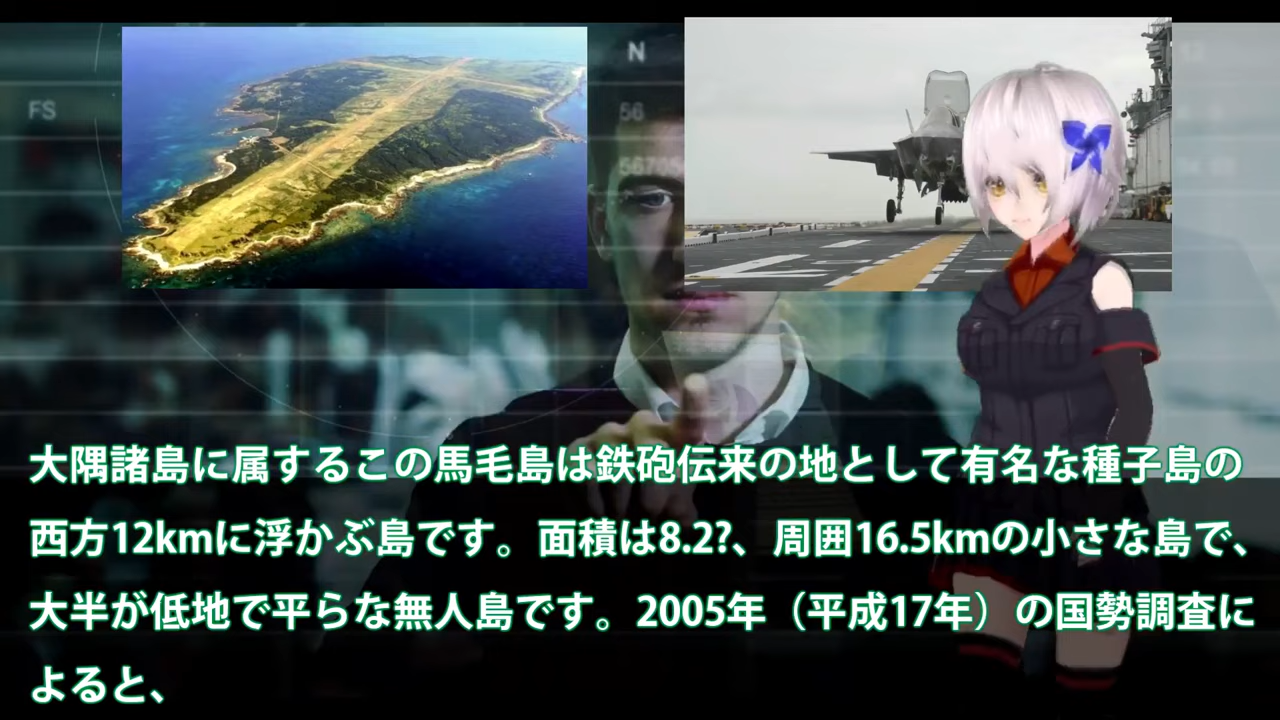 FS
N
56
大隅諸島に属するこの馬毛島は鉄砲伝来の地として有名な種子島の
西方12kmに浮かぶ島です。面積は8.2?、周囲16.5kmの小さな島で、
大半が低地で平らな無人島です。2005年（平成17年）の国勢調査に
よると、